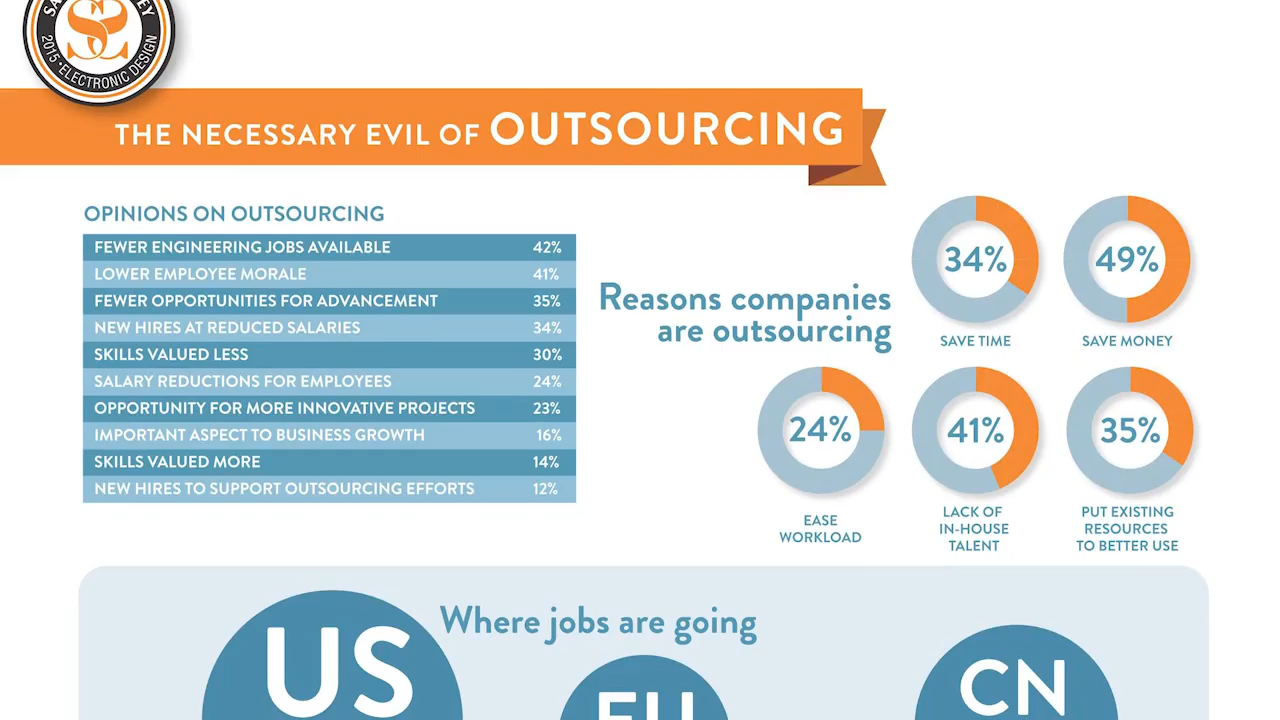 2015 • ELECTRONIC DESIGN
THE NECESSARY EVIL OF OUTSOURCING
OPINIONS ON OUTSOURCING
FEWER ENGINEERING JOBS AVAILABLE 42%
LOWER EMPLOYEE MORALE 41%
FEWER OPPORTUNITIES FOR ADVANCEMENT 35%
NEW HIRES AT REDUCED SALARIES 34%
SKILLS VALUED LESS 30%
SALARY REDUCTIONS FOR EMPLOYEES 24%
OPPORTUNITY FOR MORE INNOVATIVE PROJECTS 23%
IMPORTANT ASPECT TO BUSINESS GROWTH 16%
SKILLS VALUED MORE 14%
NEW HIRES TO SUPPORT OUTSOURCING EFFORTS 12%
Reasons companies
are outsourcing
34%
SAVE TIME
49%
SAVE MONEY
24%
EASE
WORKLOAD
41%
LACK OF
IN-HOUSE
TALENT
35%
PUT EXISTING
RESOURCES
TO BETTER USE
Where jobs are going
US
EU
CN